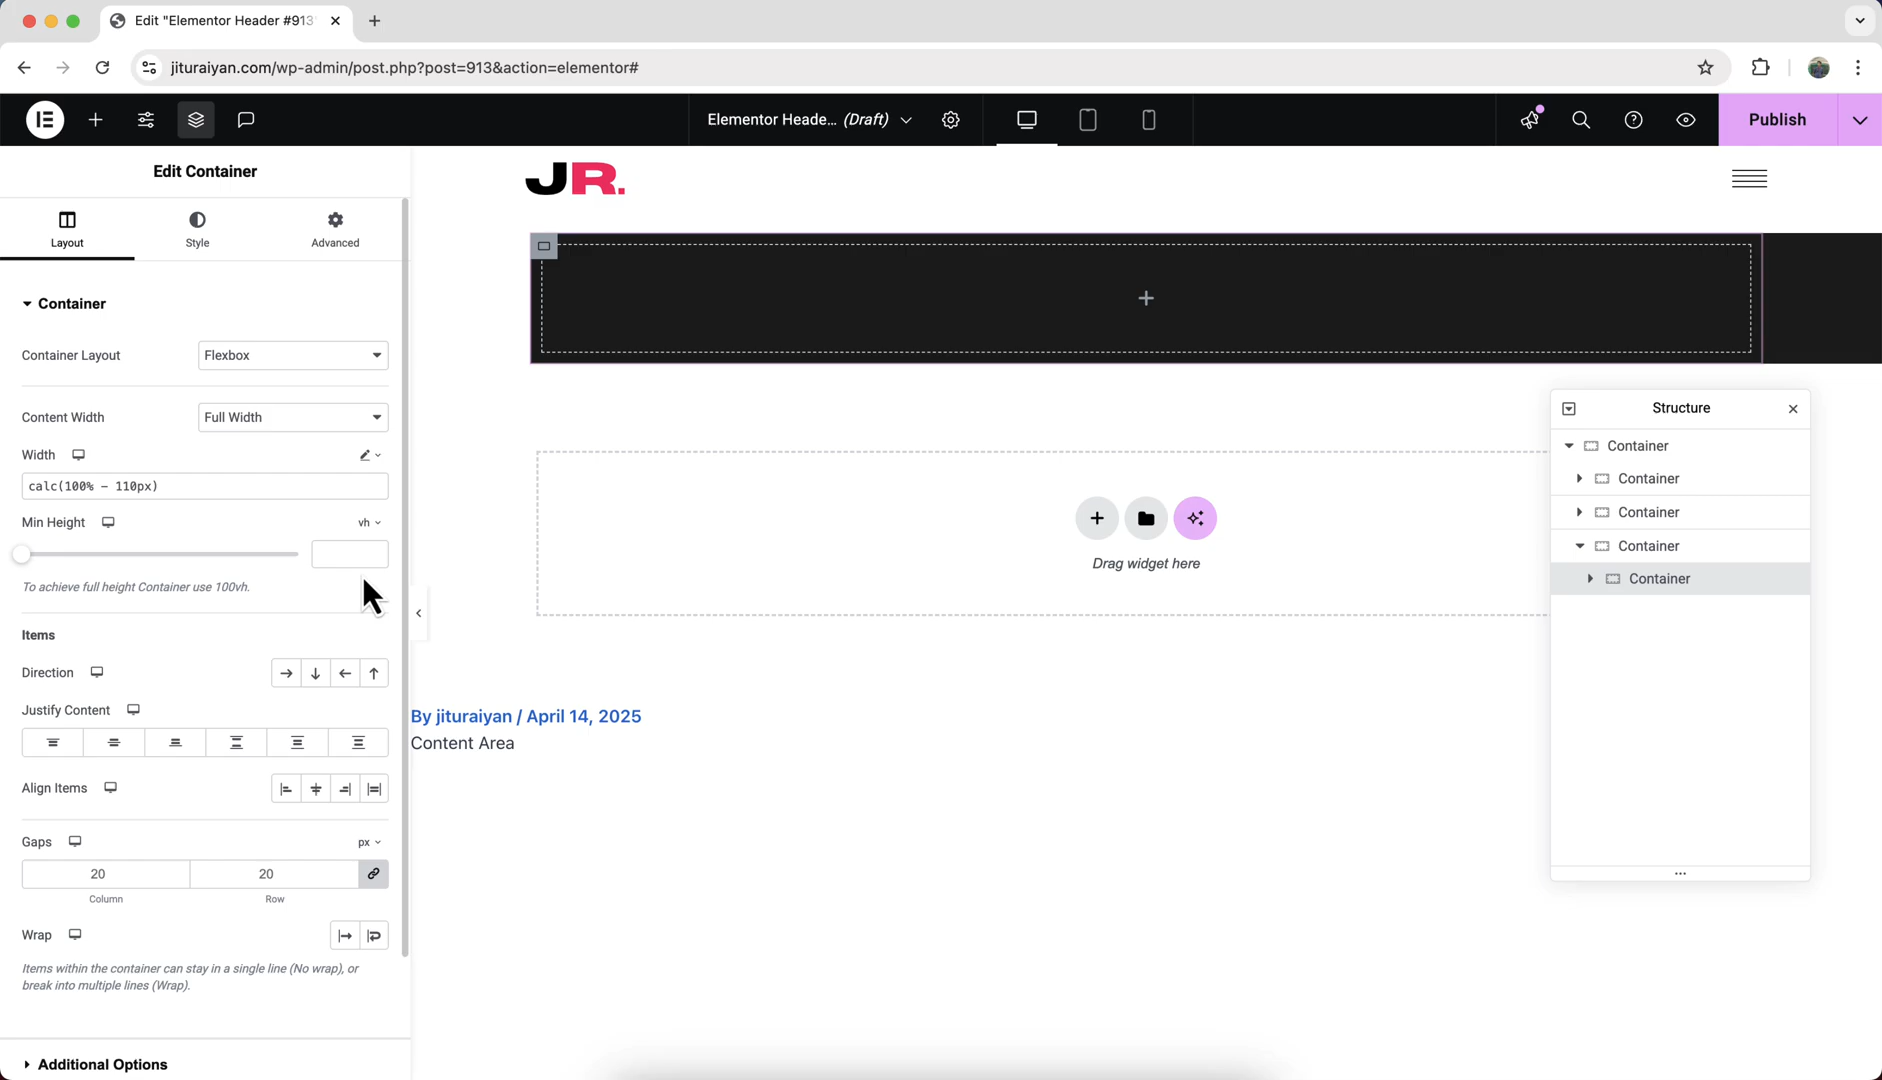 Edit "Elementor Header #913"
jituraiyan.com/wp-admin/post.php?post=913&action=elementor#
Elementor Heade... (Draft)
Publish
Edit Container
Layout
Style
Advanced
JR.
Container
Container Layout
Flexbox
Content Width
Full Width
Width
calc(100% - 110px)
Min Height
vh
To achieve full height Container use 100vh.
Items
Direction
Justify Content
Align Items
Gaps
px
20
20
Column
Row
Wrap
Items within the container can stay in a single line (No wrap), or
break into multiple lines (Wrap).
Additional Options
Drag widget here
By jituraiyan / April 14, 2025
Content Area
Structure
Container
Container
Container
Container
Container